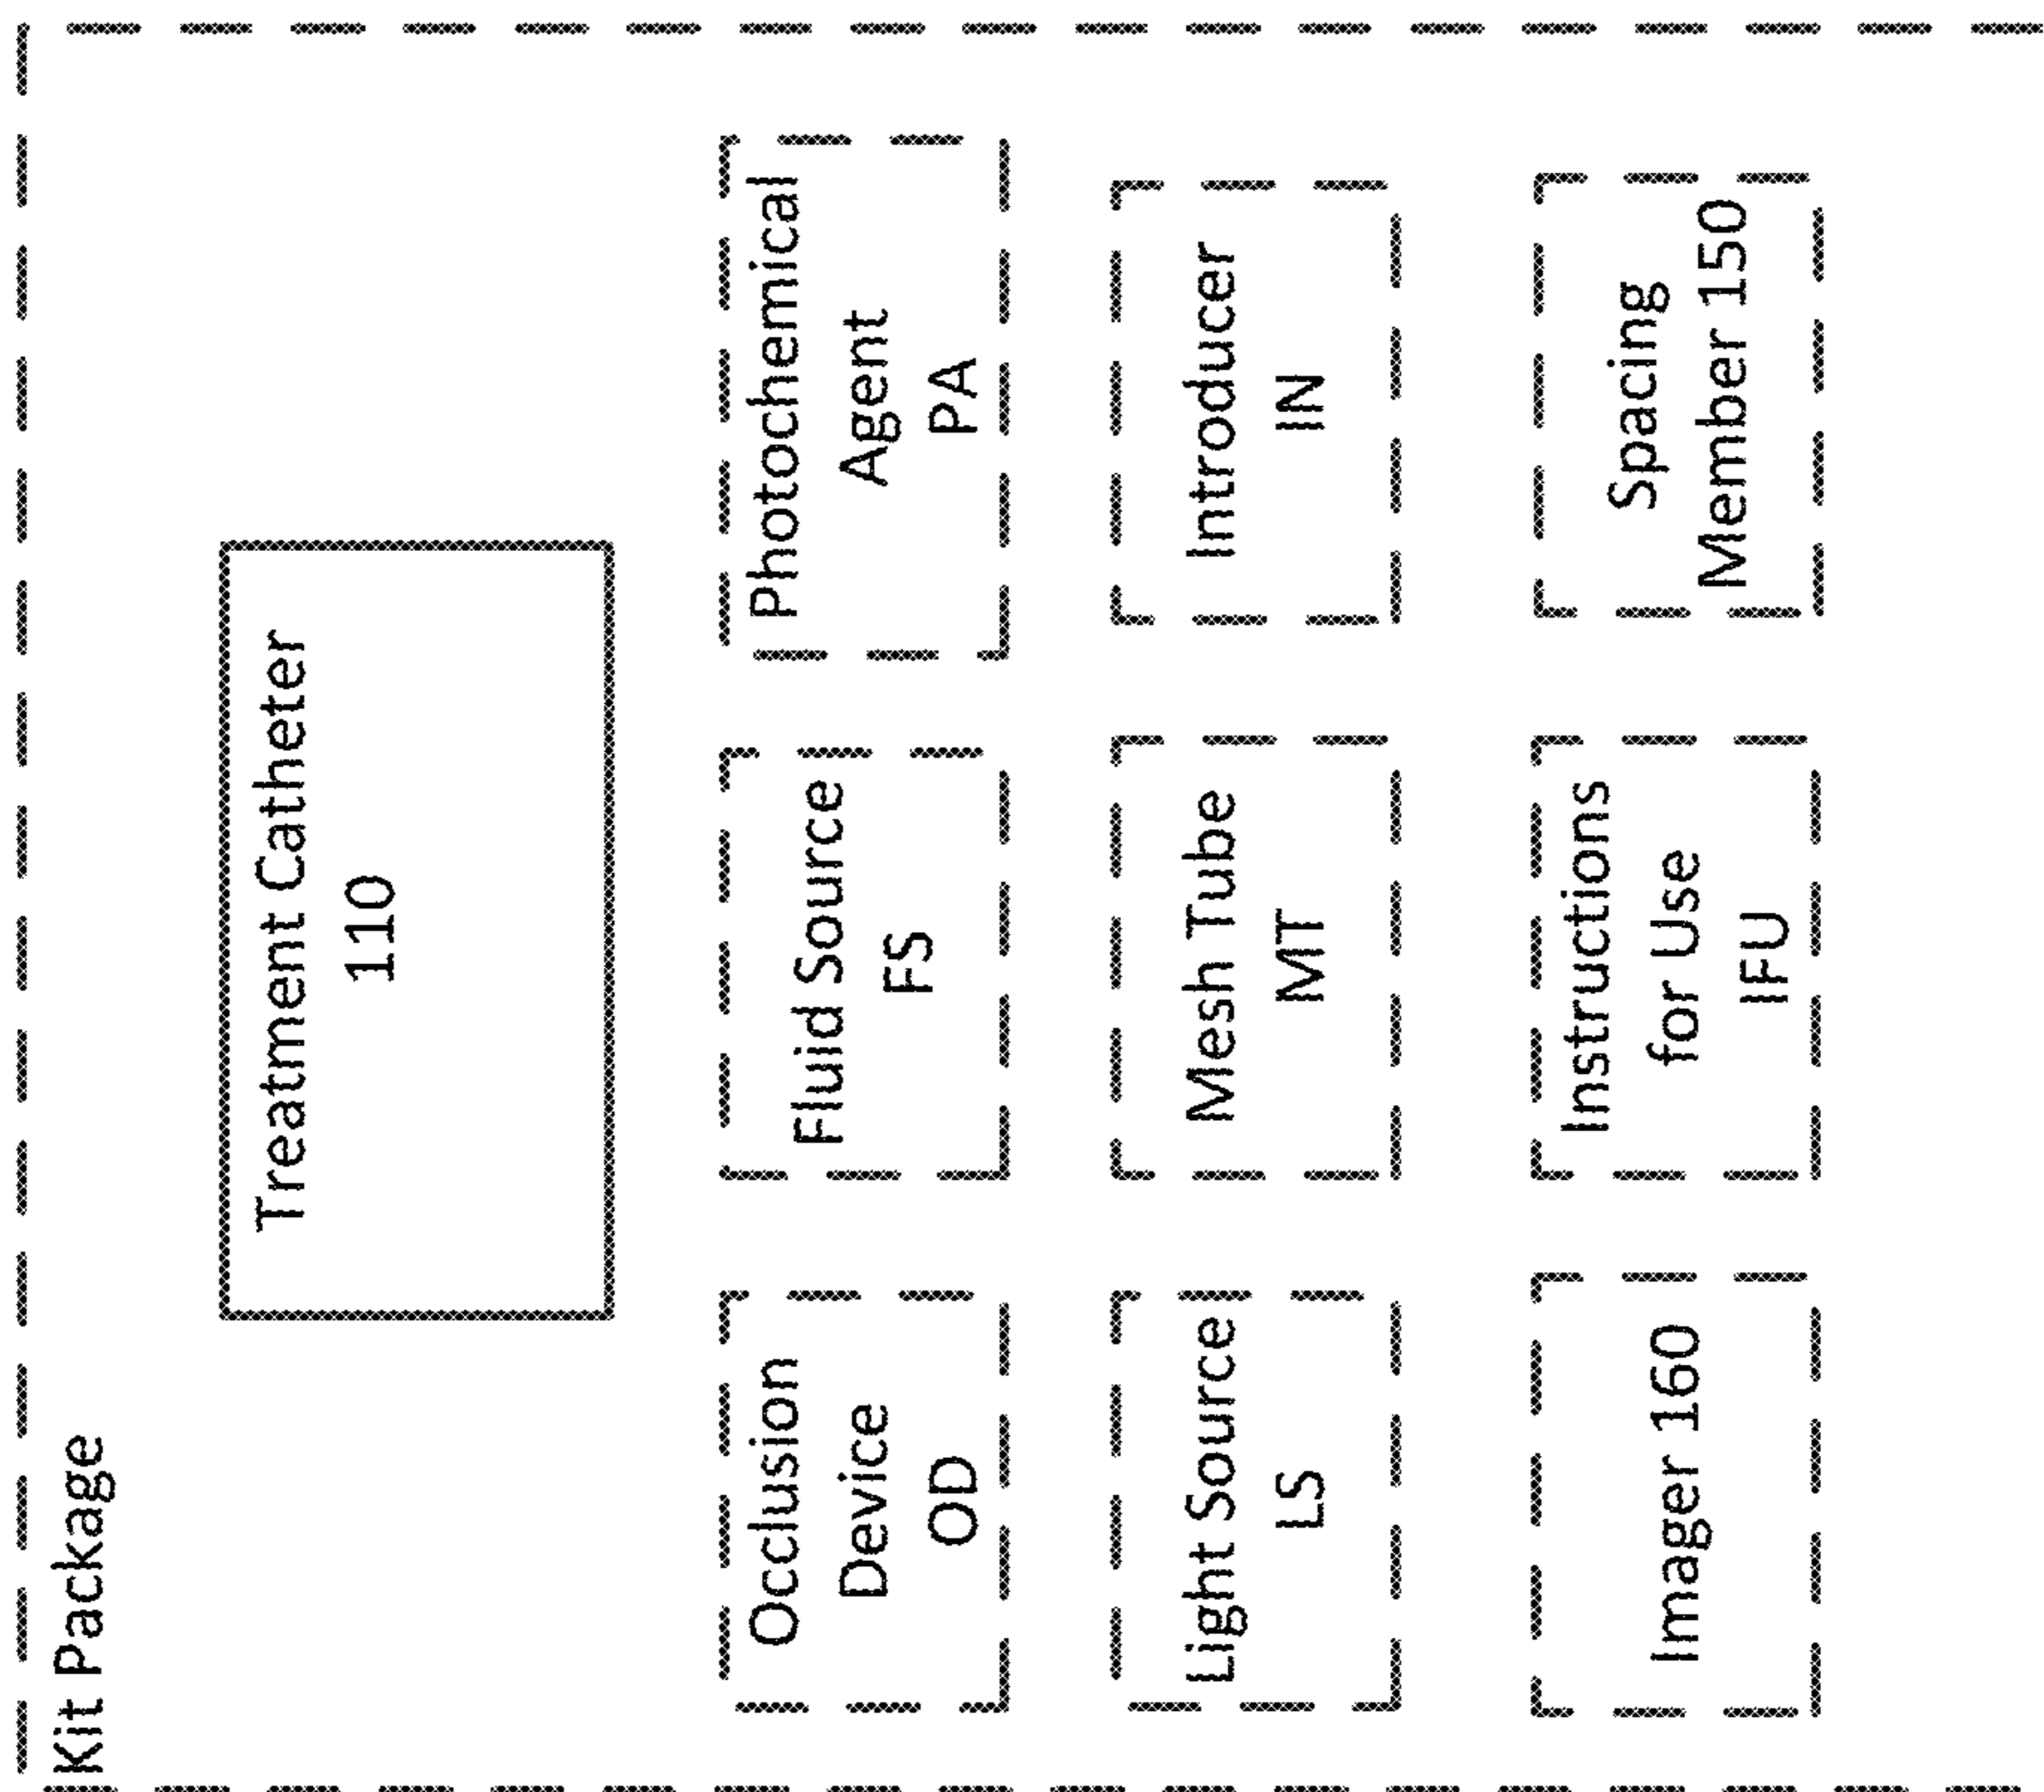 Kit Package
Treatment Catheter
110
Occlusion
Device
OD
Fluid Source
FS
Photochemical
Agent
PA
Light Source
LS
Mesh Tube
MT
Introducer
IN
Imager 160
Instructions
for Use
IFU
Spacing
Member 150